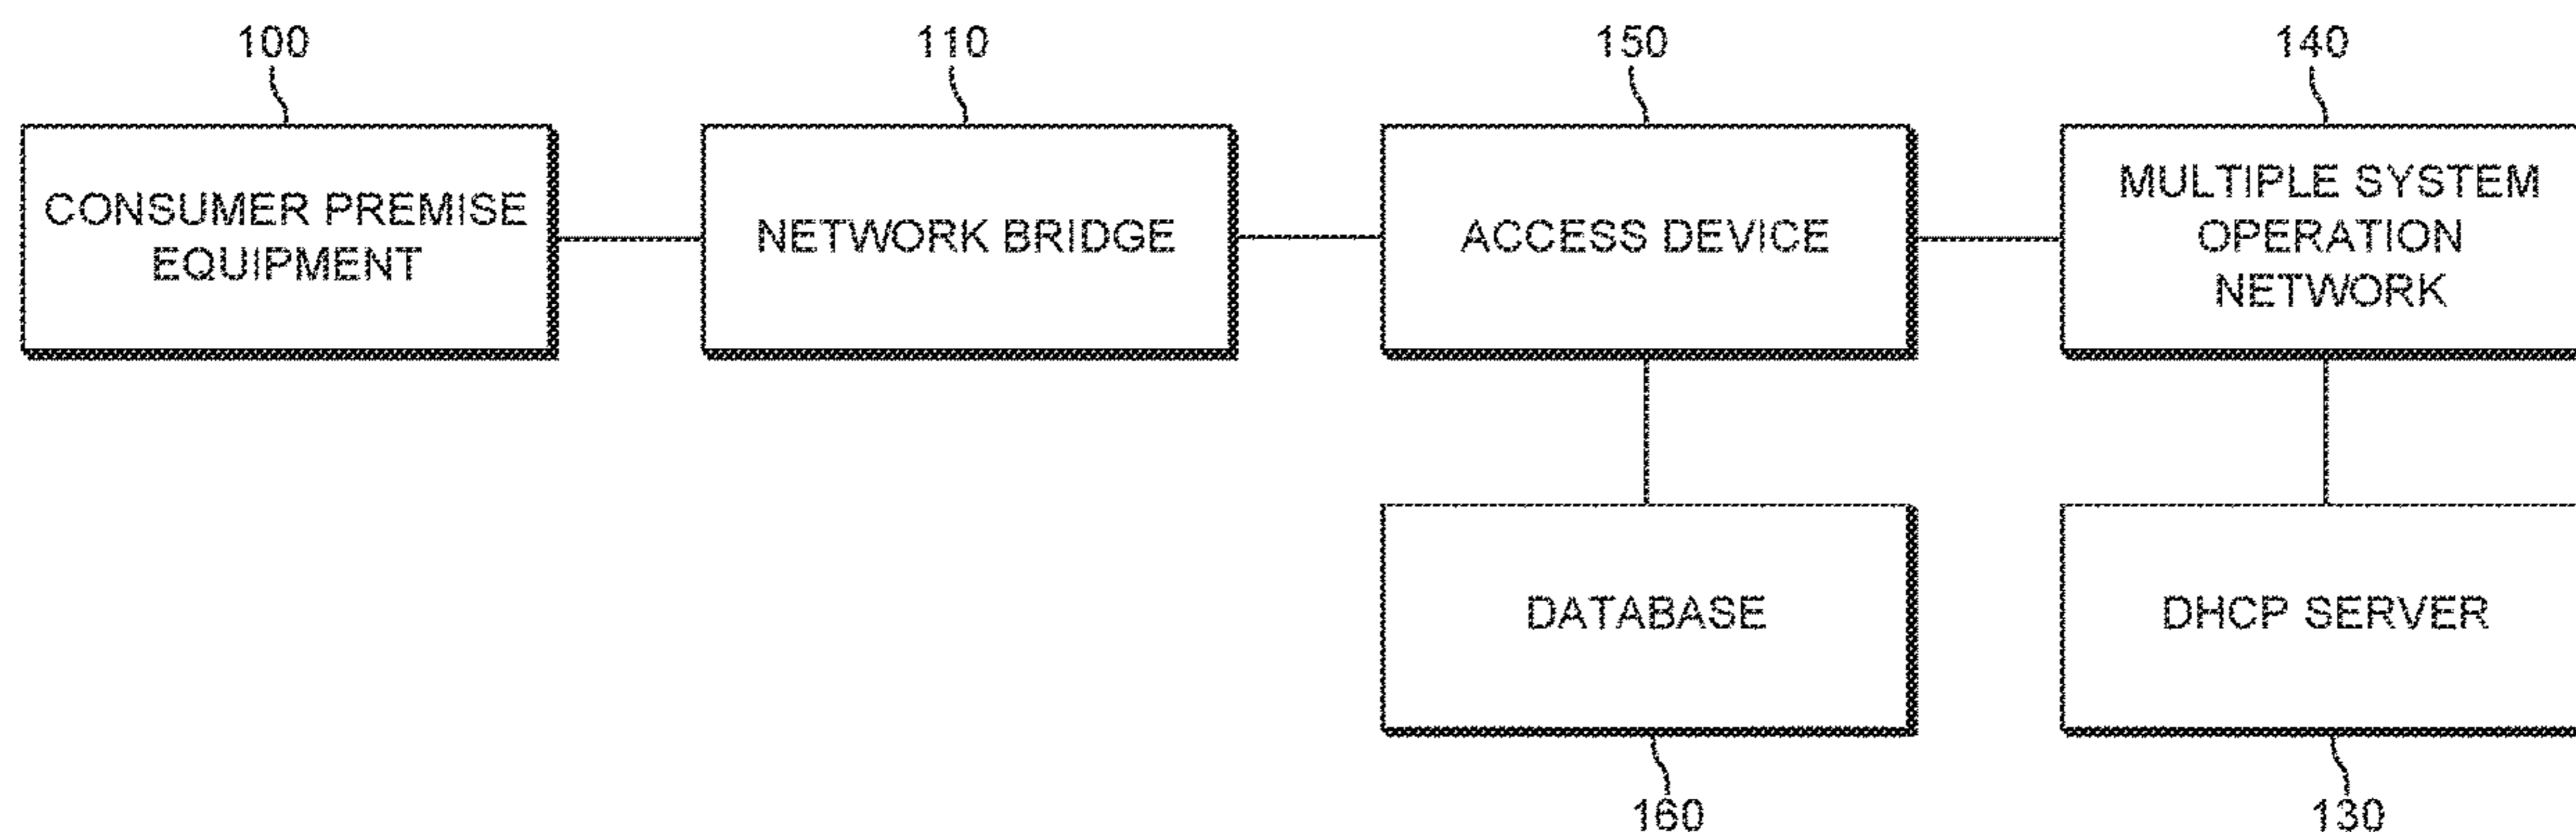 100
110
150
140
CONSUMER PREMISE
EQUIPMENT
NETWORK BRIDGE
ACCESS DEVICE
MULTIPLE SYSTEM
OPERATION
NETWORK
DATABASE
DHCP SERVER
160
130